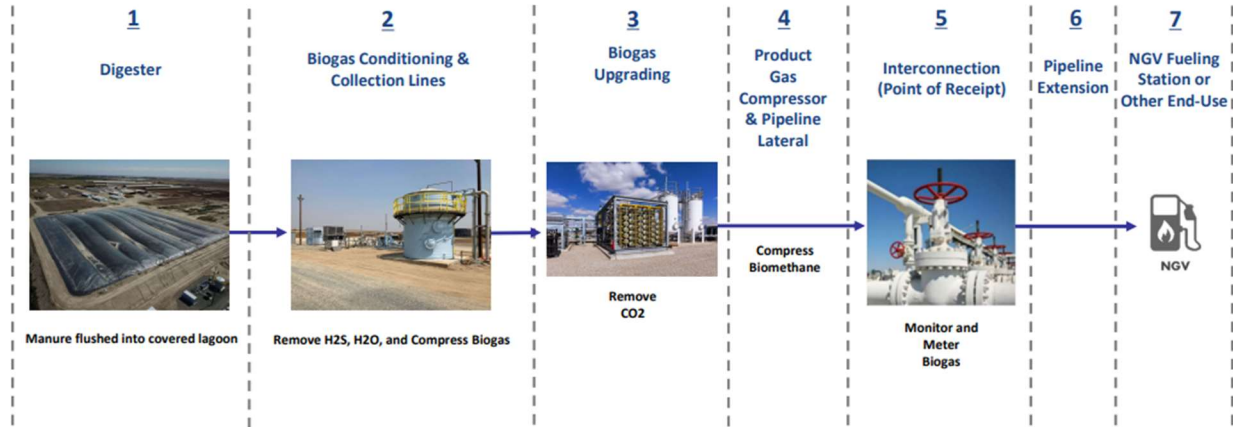 1
Digester
Manure flushed into covered lagoon
2
Biogas Conditioning &
Collection Lines
Remove H2S, H2O, and Compress Biogas
3
Biogas
Upgrading
Remove
CO2
4
Product
Gas
Compressor
& Pipeline
Lateral
Compress
Biomethane
5
Interconnection
(Point of Receipt)
Monitor and
Meter
Biogas
6
Pipeline
Extension
7
NGV Fueling
Station or
Other End-Use
NGV